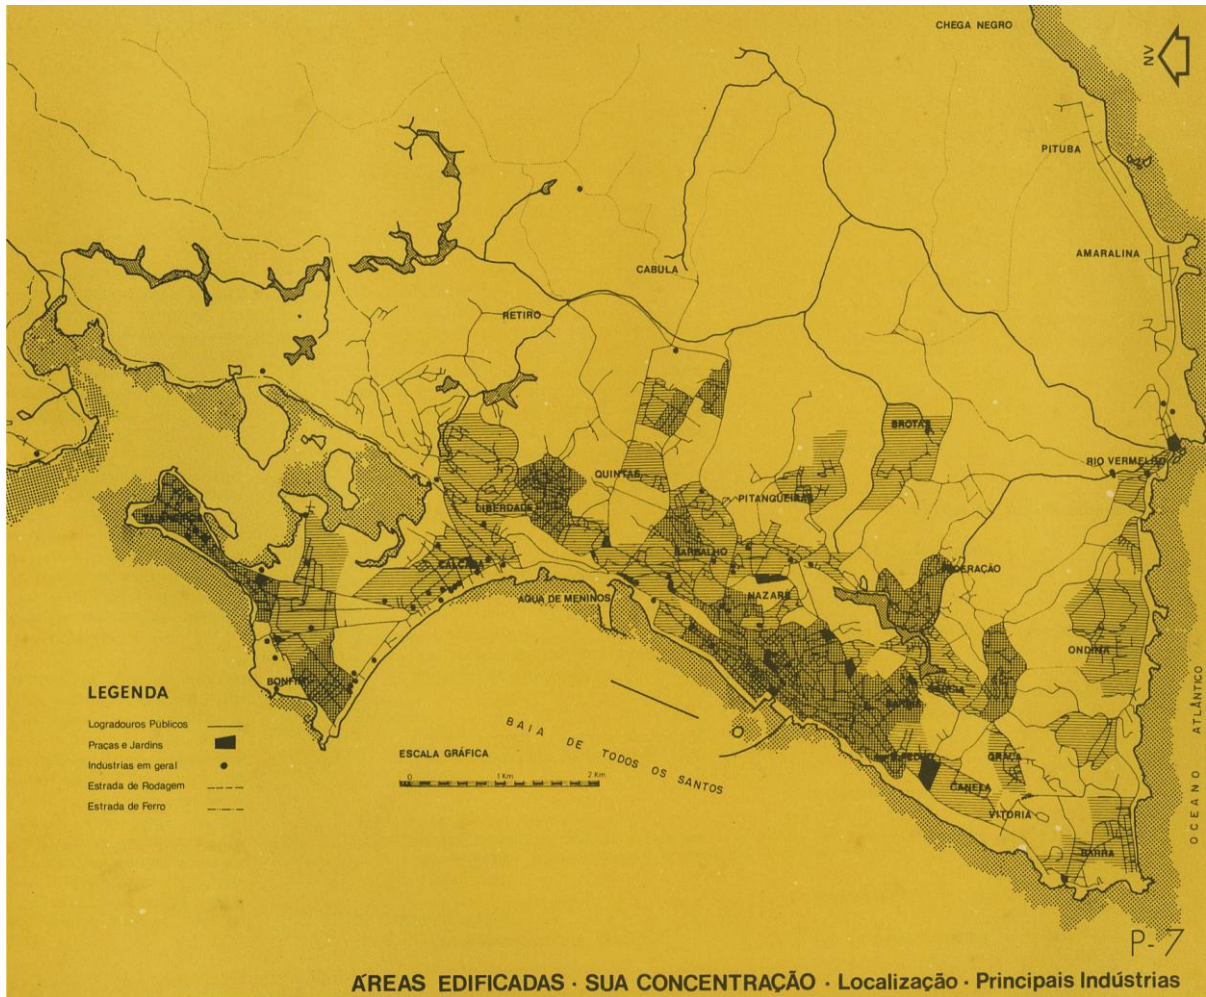 CHEGA NEGRO
NV
PITUBA
AMARALINA
CABULA
RETIRO
BROTAS
RIO VERMELHO
QUINTAS
PITANGUEIRAS
LIBERDADE
BARBALHO
CALÇADA
FEDERAÇÃO
ÁGUA DE MENINOS
NAZARÉ
ONDINA
BONFIM
GRAÇA
CANELA
VITORIA
BARRA
OCEANO ATLÂNTICO
BAIA DE TODOS OS SANTOS
LEGENDA
Logradouros Públicos
Praças e Jardins
Industrias em geral
Estrada de Rodagem
Estrada de Ferro
ESCALA GRÁFICA
0 1 Km 2 Km
P-7
ÁREAS EDIFICADAS · SUA CONCENTRAÇÃO · Localização · Principais Indústrias